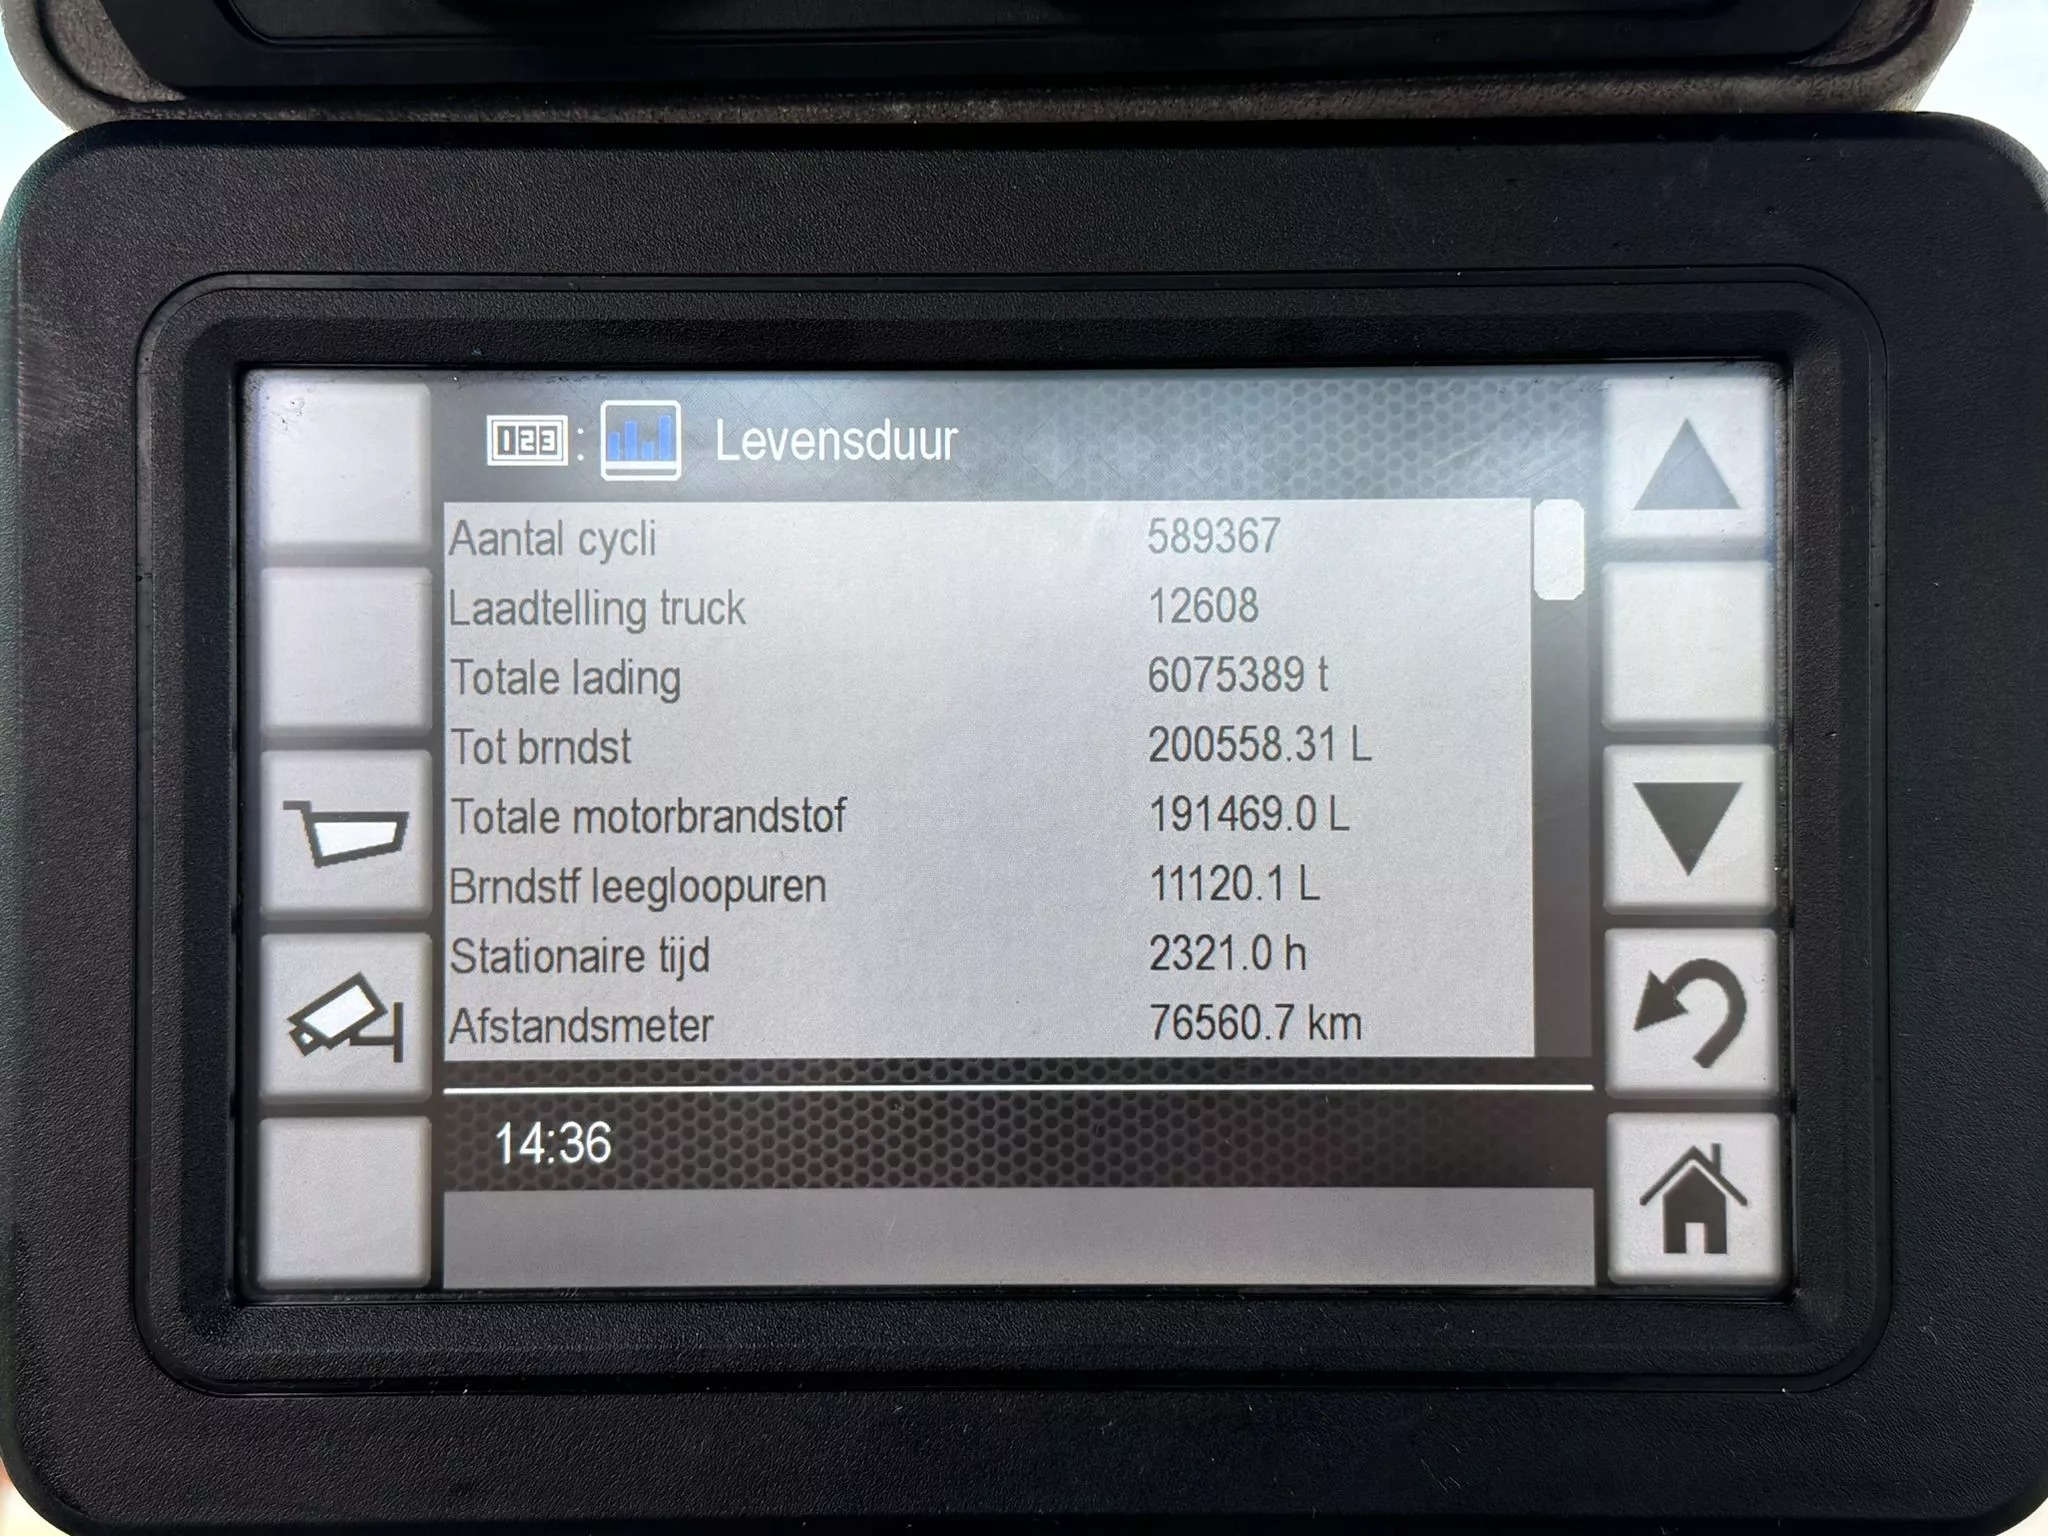 123 : Levensduur
Aantal cycli 589367
Laadtelling truck 12608
Totale lading 6075389 t
Tot brndst 200558.31 L
Totale motorbrandstof 191469.0 L
Brndstf leegloopuren 11120.1 L
Stationaire tijd 2321.0 h
Afstandsmeter 76560.7 km
14:36